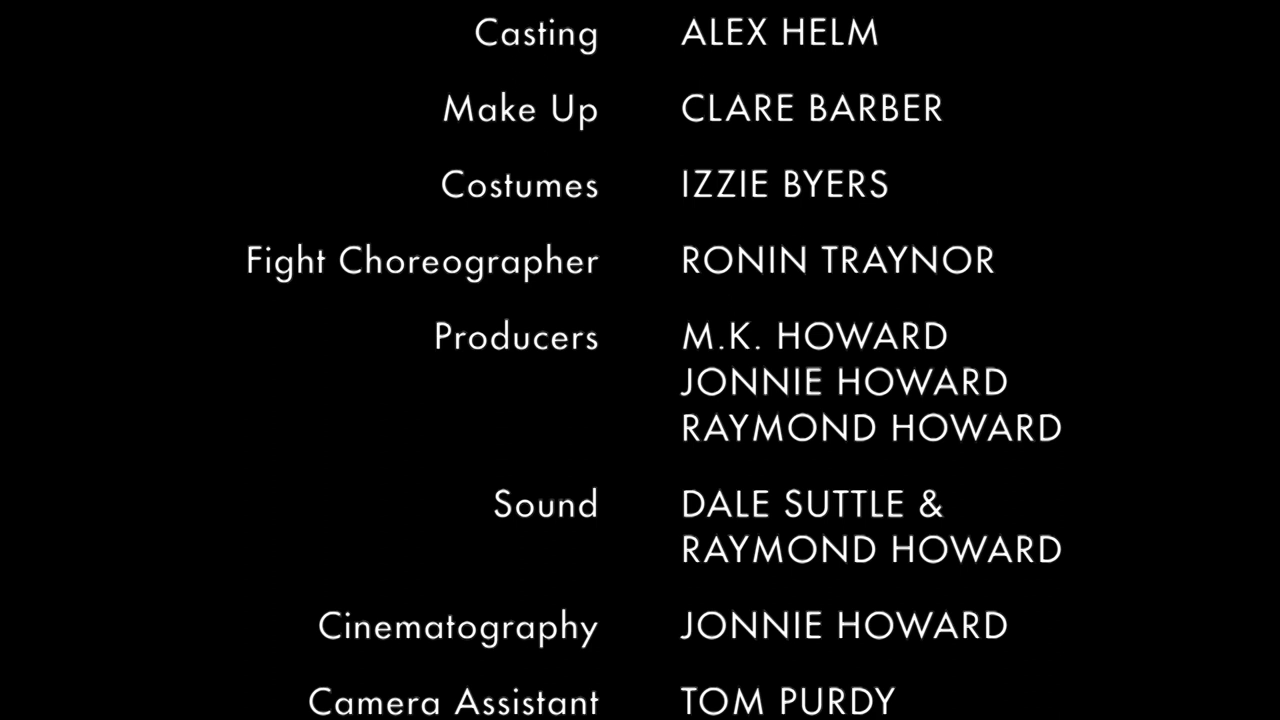 Casting ALEX HELM
Make Up CLARE BARBER
Costumes IZZIE BYERS
Fight Choreographer RONIN TRAYNOR
Producers M.K. HOWARD
JONNIE HOWARD
RAYMOND HOWARD
Sound DALE SUTTLE &
RAYMOND HOWARD
Cinematography JONNIE HOWARD
Camera Assistant TOM PURDY